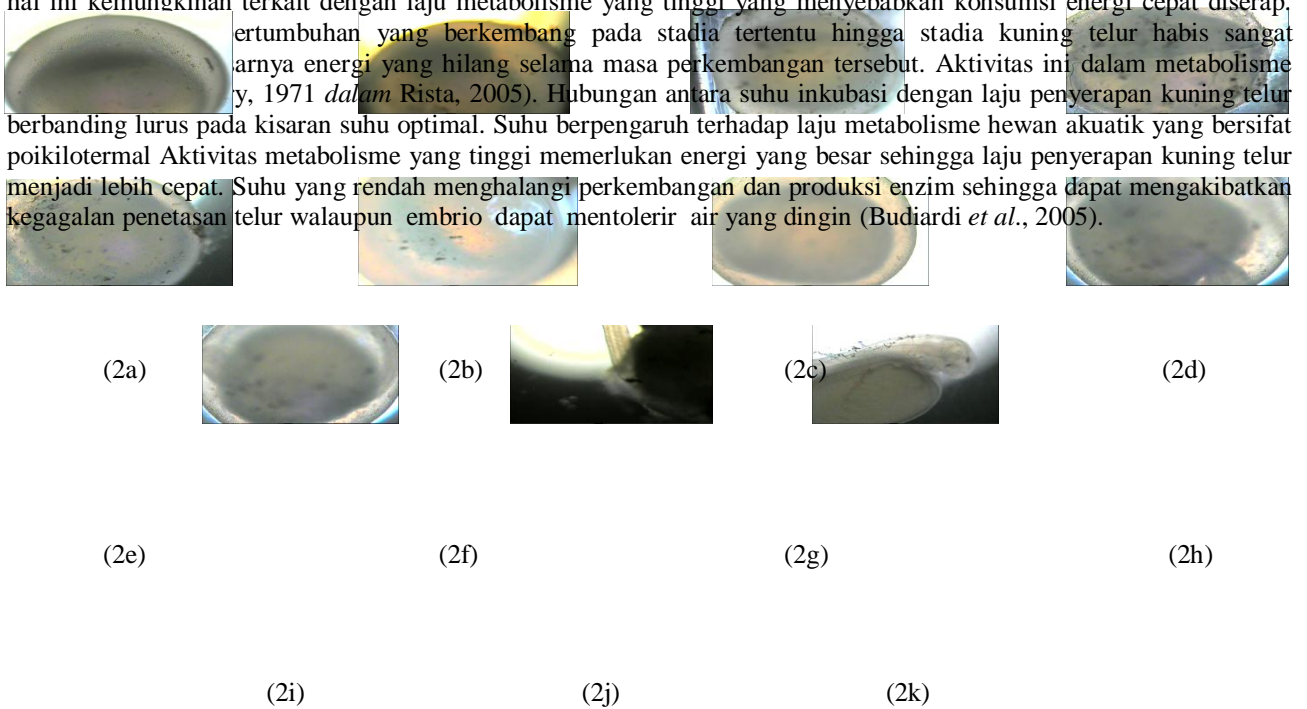 hal ini kemungkinan terkait dengan laju metabolisme yang tinggi yang menyebabkan konsumsi energi cepat diserap.
ertumbuhan yang berkembang pada stadia tertentu hingga stadia kuning telur habis sangat
sarnya energi yang hilang selama masa perkembangan tersebut. Aktivitas ini dalam metabolisme
y, 1971 dalam Rista, 2005). Hubungan antara suhu inkubasi dengan laju penyerapan kuning telur
berbanding lurus pada kisaran suhu optimal. Suhu berpengaruh terhadap laju metabolisme hewan akuatik yang bersifat
poikilotermal Aktivitas metabolisme yang tinggi memerlukan energi yang besar sehingga laju penyerapan kuning telur
menjadi lebih cepat. Suhu yang rendah menghalangi perkembangan dan produksi enzim sehingga dapat mengakibatkan
kegagalan penetasan telur walaupun embrio dapat mentolerir air yang dingin (Budiardi et al., 2005).
(2a) (2b) (2c) (2d)
(2e) (2f) (2g) (2h)
(2i) (2j) (2k)